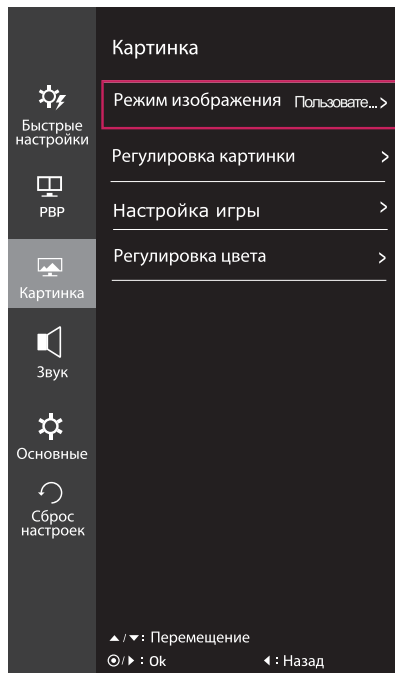 Картинка
Режим изображения Пользовате...>
Регулировка картинки >
Настройка игры >
Регулировка цвета >
Быстрые
настройки
PBP
Картинка
Звук
Основные
Сброс
настроек
▲/▼: Перемещение
◉/▶ : Ok ◀ : Назад